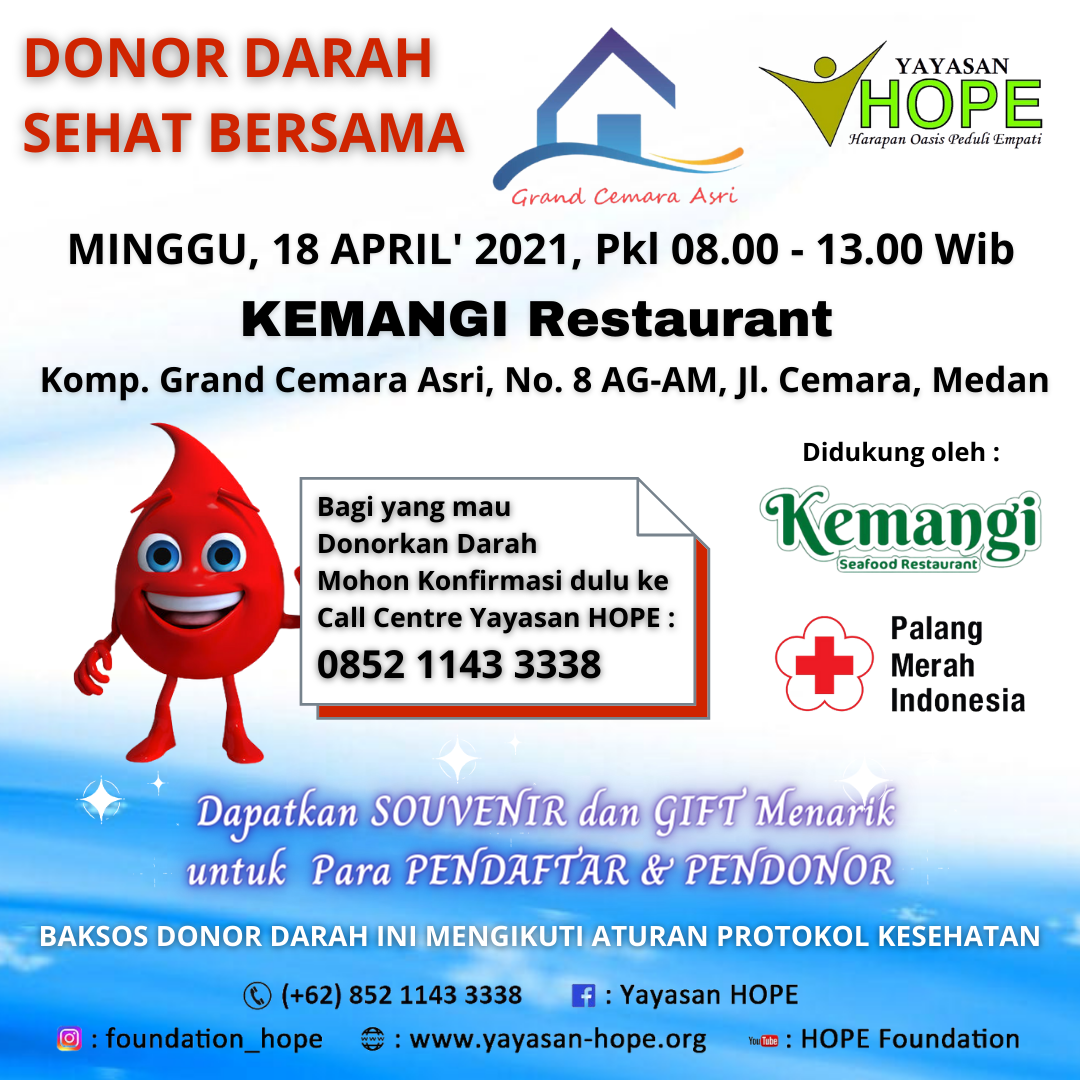 DONOR DARAH
SEHAT BERSAMA
Grand Cemara Asri
YAYASAN
HOPE
Harapan Oasis Peduli Empati
MINGGU, 18 APRIL' 2021, Pkl 08.00 - 13.00 Wib
KEMANGI Restaurant
Komp. Grand Cemara Asri, No. 8 AG-AM, Jl. Cemara, Medan
Bagi yang mau
Donorkan Darah
Mohon Konfirmasi dulu ke
Call Centre Yayasan HOPE :
0852 1143 3338
Didukung oleh :
Kemangi
Seafood Restaurant
Palang
Merah
Indonesia
Dapatkan SOUVENIR dan GIFT Menarik
untuk Para PENDAFTAR & PENDONOR
BAKSOS DONOR DARAH INI MENGIKUTI ATURAN PROTOKOL KESEHATAN
(+62) 852 1143 3338
: Yayasan HOPE
: foundation_hope
: www.yayasan-hope.org
YouTube : HOPE Foundation